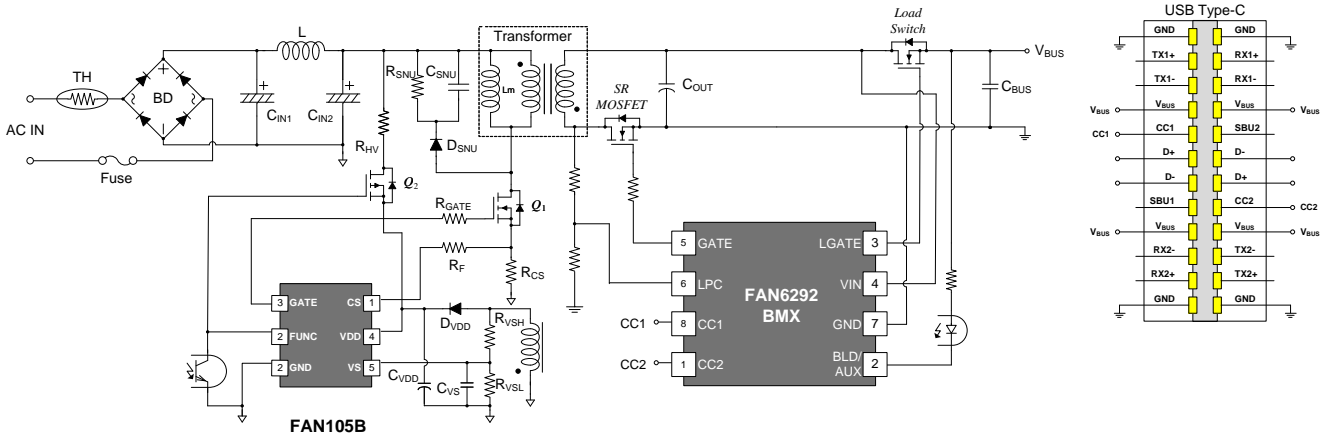 L
TH
BD
+
−
+
+
AC IN
Fuse
CIN1
CIN2
RHV
RSNU
CSNU
DSNU
Transformer
Lm
Q2
Q1
RGATE
RF
RCS
3 GATE CS 1
2 FUNC VDD 4
2 GND VS 5
FAN105B
DVDD
RVSH
CVDD
CVS
RVSL
SR
MOSFET
COUT
Load
Switch
VBUS
CBUS
5 GATE LGATE 3
6 LPC VIN 4
FAN6292
BMX
CC1 8 CC1 GND 7
CC2 1 CC2 BLD/
AUX 2
USB Type-C
GND GND
TX1+ RX1+
TX1- RX1-
VBUS VBUS VBUS VBUS
CC1 CC1 SBU2
D+ D-
D- D+
SBU1 CC2 CC2
VBUS VBUS VBUS VBUS
RX2- TX2-
RX2+ TX2+
GND GND